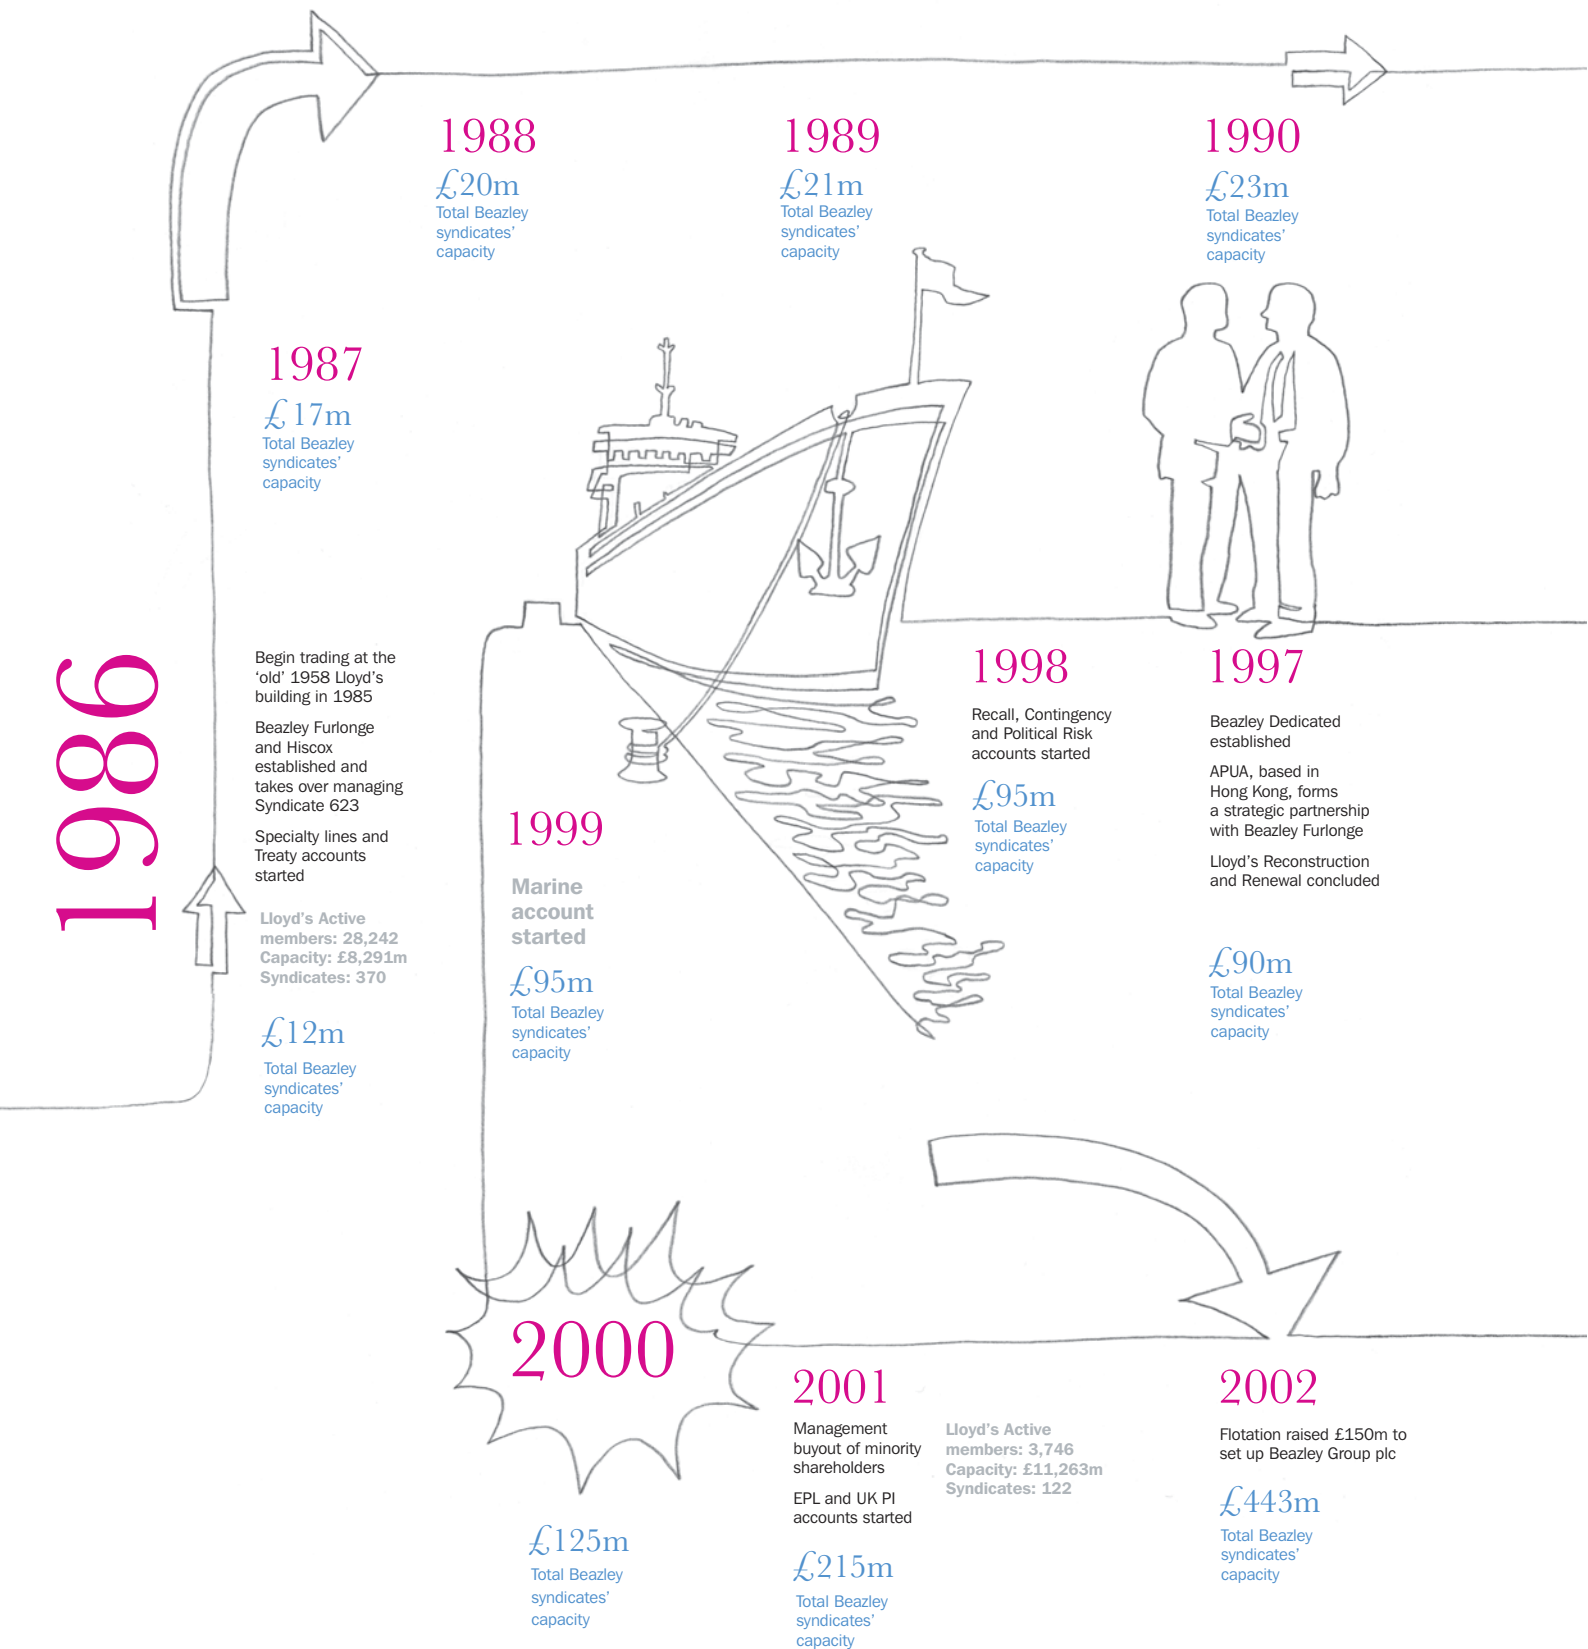 1986
Begin trading at the
‘old’ 1958 Lloyd’s
building in 1985
Beazley Furlonge
and Hiscox
established and
takes over managing
Syndicate 623
Specialty lines and
Treaty accounts
started
Lloyd’s Active
members: 28,242
Capacity: £8,291m
Syndicates: 370
£12m
Total Beazley
syndicates’
capacity
1987
£17m
Total Beazley
syndicates’
capacity
1988
£20m
Total Beazley
syndicates’
capacity
1989
£21m
Total Beazley
syndicates’
capacity
1990
£23m
Total Beazley
syndicates’
capacity
1997
Beazley Dedicated
established
APUA, based in
Hong Kong, forms
a strategic partnership
with Beazley Furlonge
Lloyd’s Reconstruction
and Renewal concluded
£90m
Total Beazley
syndicates’
capacity
1998
Recall, Contingency
and Political Risk
accounts started
£95m
Total Beazley
syndicates’
capacity
1999
Marine
account
started
£95m
Total Beazley
syndicates’
capacity
2000
£125m
Total Beazley
syndicates’
capacity
2001
Management
buyout of minority
shareholders
EPL and UK PI
accounts started
Lloyd’s Active
members: 3,746
Capacity: £11,263m
Syndicates: 122
£215m
Total Beazley
syndicates’
capacity
2002
Flotation raised £150m to
set up Beazley Group plc
£443m
Total Beazley
syndicates’
capacity